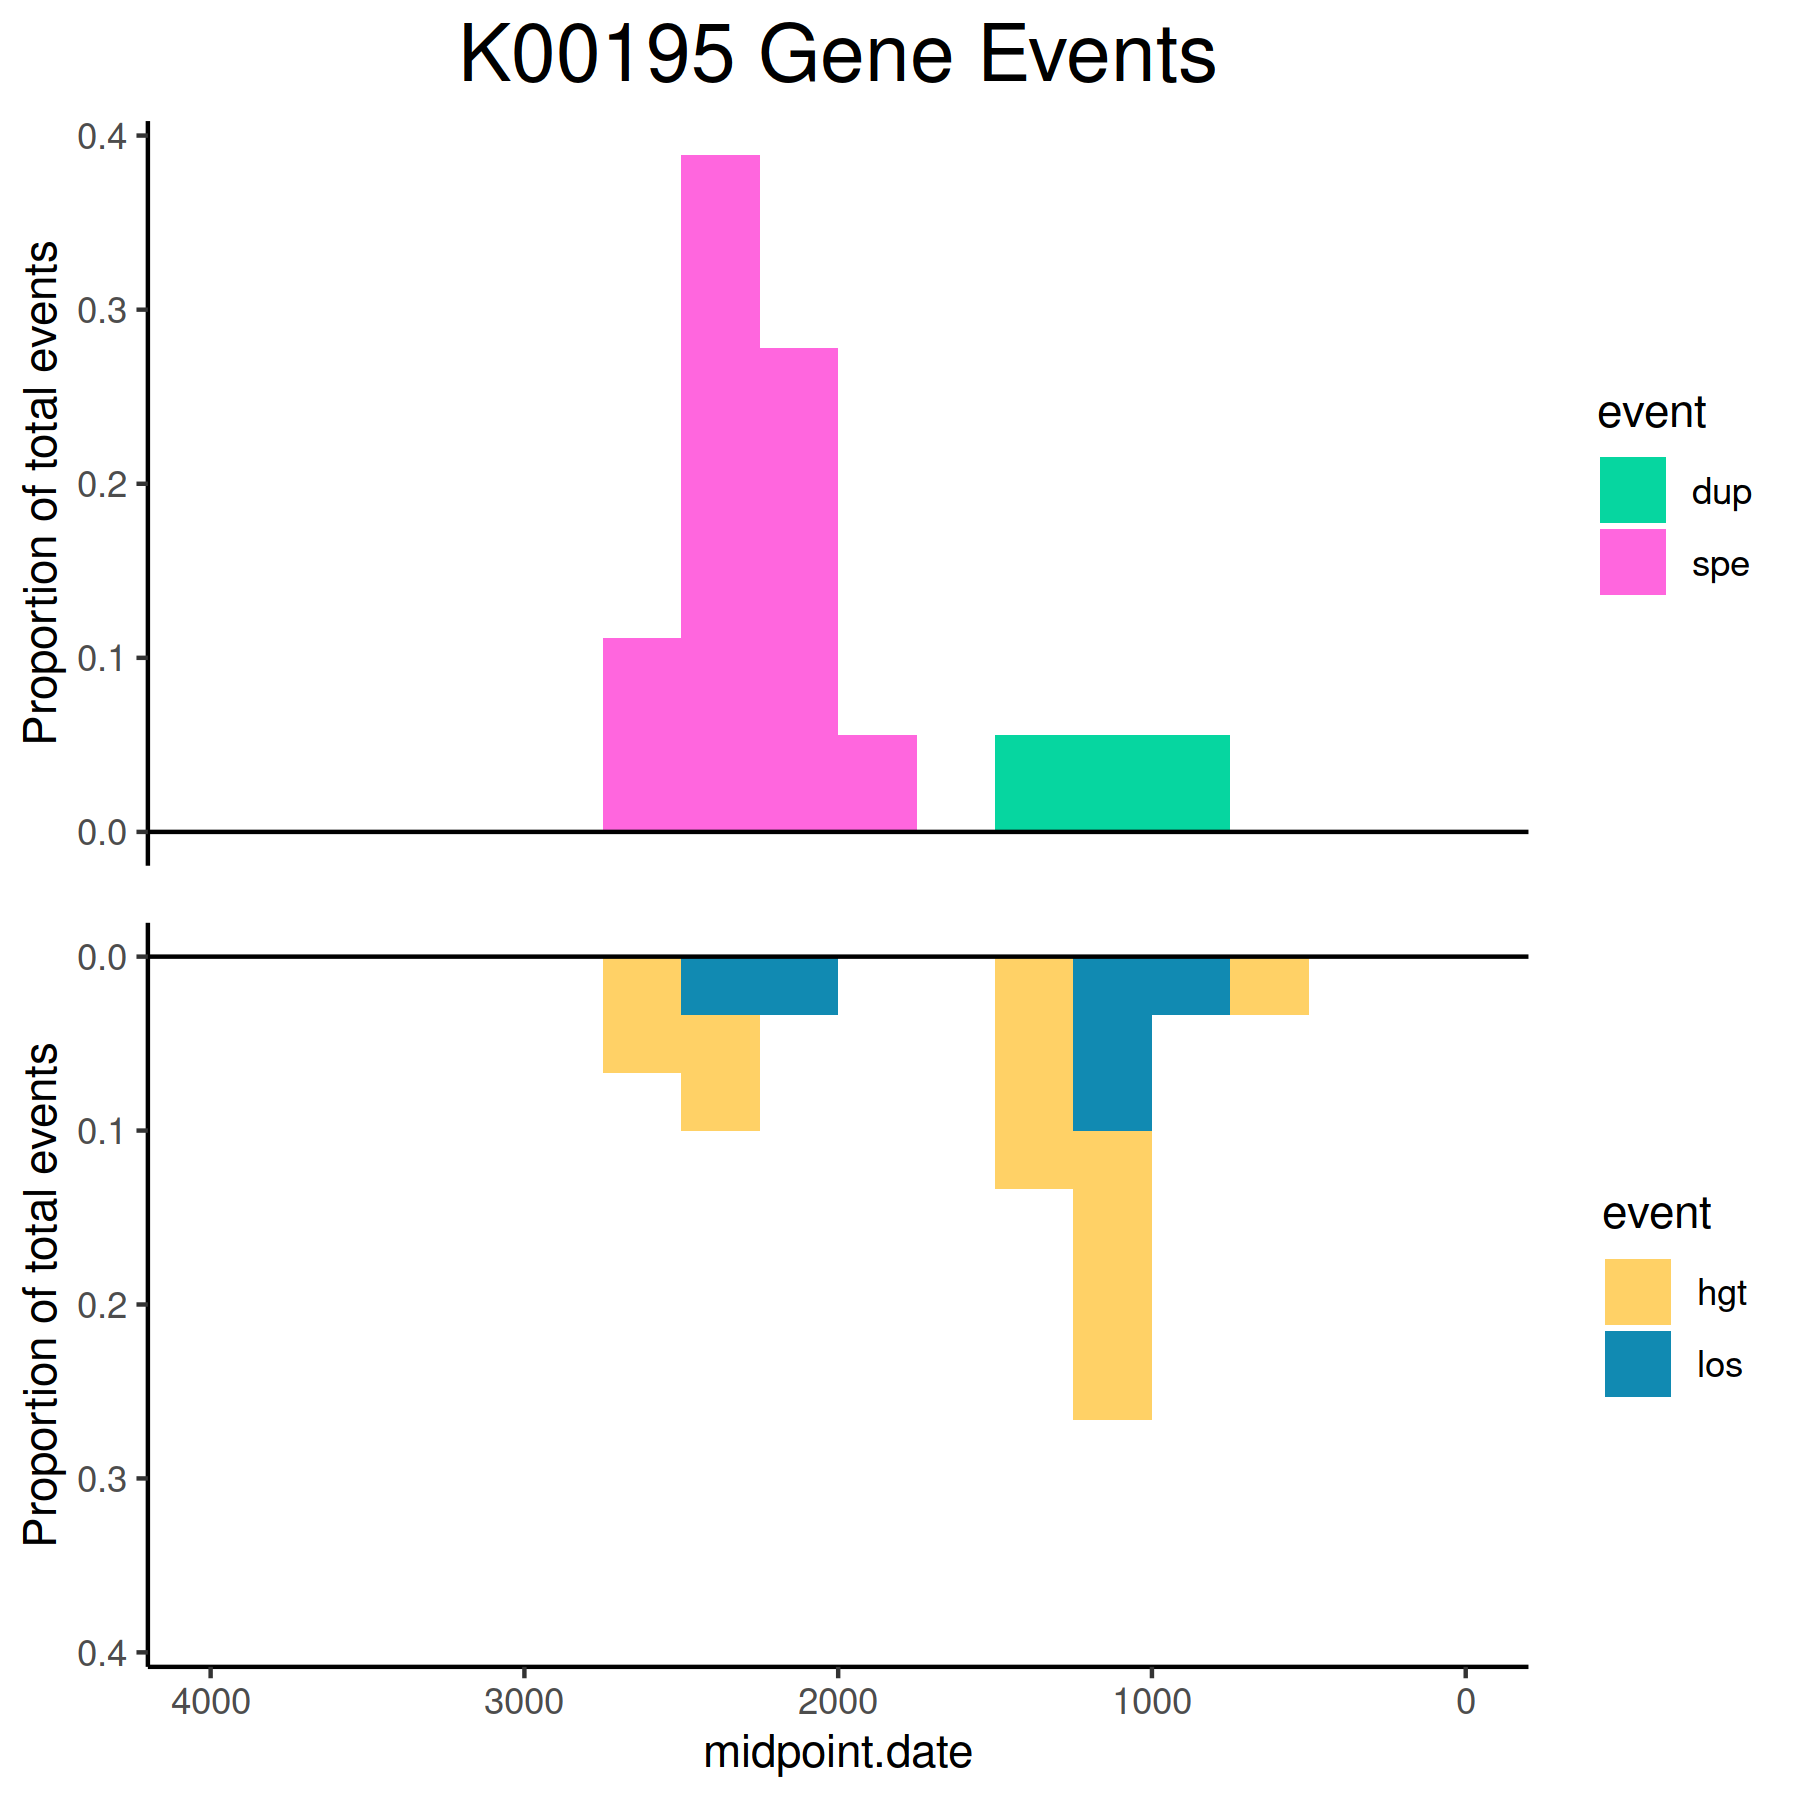 K00195 Gene Events
Proportion of total events
0.4
0.3
0.2
0.1
0.0
event
dup
spe
Proportion of total events
0.0
0.1
0.2
0.3
0.4
event
hgt
los
4000 3000 2000 1000 0
midpoint.date